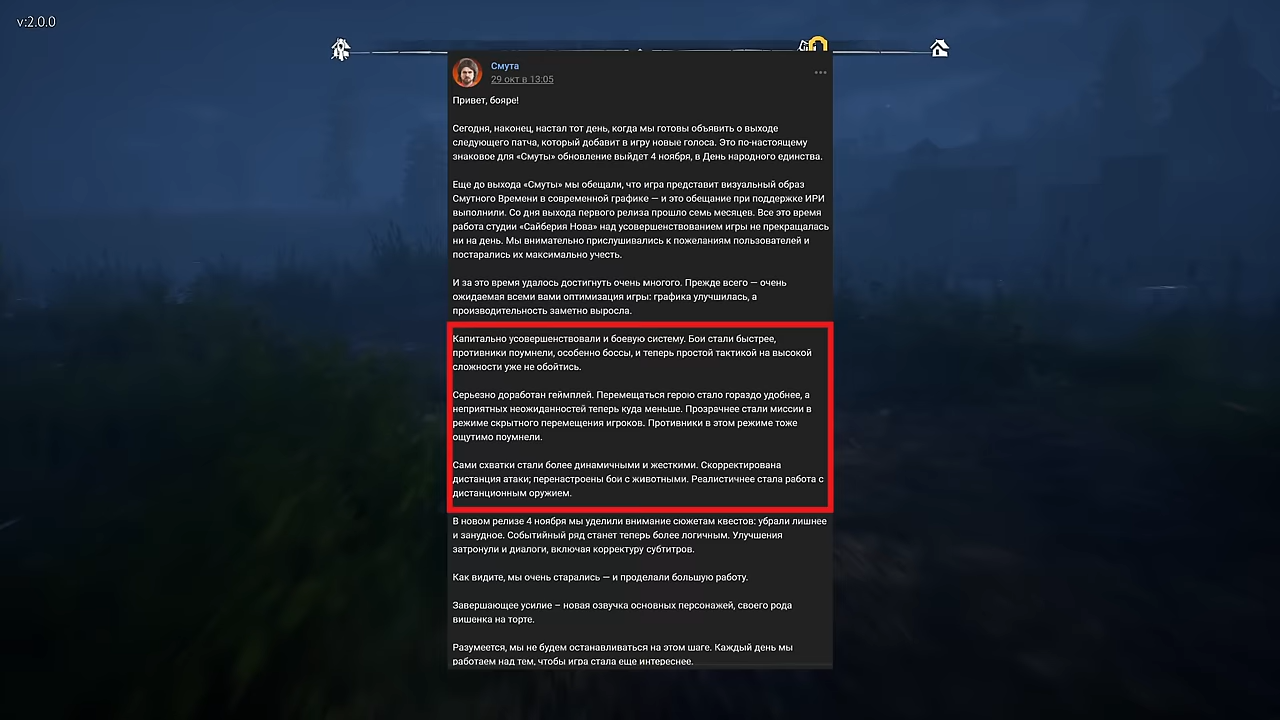 v:2.0.0
Смута
29 окт в 13:05
Привет, бояре!
Сегодня, наконец, настал тот день, когда мы готовы объявить о выходе
следующего патча, который добавит в игру новые голоса. Это по-настоящему
знаковое для «Смуты» обновление выйдет 4 ноября, в День народного единства.
Еще до выхода «Смуты» мы обещали, что игра представит визуальный образ
Смутного Времени в современной графике — и это обещание при поддержке ИРИ
выполнили. Со дня выхода первого релиза прошло семь месяцев. Все это время
работа студии «Сайберия Нова» над усовершенствованием игры не прекращалась
ни на день. Мы внимательно прислушивались к пожеланиям пользователей и
постарались их максимально учесть.
И за это время удалось достигнуть очень многого. Прежде всего — очень
ожидаемая всеми вами оптимизация игры: графика улучшилась, а
производительность заметно выросла.
Капитально усовершенствовали и боевую систему. Бои стали быстрее,
противники поумнели, особенно боссы, и теперь простой тактикой на высокой
сложности уже не обойтись.
Серьезно доработан геймплей. Перемещаться герою стало гораздо удобнее, а
неприятных неожиданностей теперь куда меньше. Прозрачнее стали миссии в
режиме скрытного перемещения игроков. Противники в этом режиме тоже
ощутимо поумнели.
Сами схватки стали более динамичными и жесткими. Скорректирована
дистанция атаки; перенастроены бои с животными. Реалистичнее стала работа с
дистанционным оружием.
В новом релизе 4 ноября мы уделили внимание сюжетам квестов: убрали лишнее
и занудное. Событийный ряд станет теперь более логичным. Улучшения
затронули и диалоги, включая корректуру субтитров.
Как видите, мы очень старались — и проделали большую работу.
Завершающее усилие – новая озвучка основных персонажей, своего рода
вишенка на торте.
Разумеется, мы не будем останавливаться на этом шаге. Каждый день мы
работаем над тем, чтобы игра стала еще интереснее.